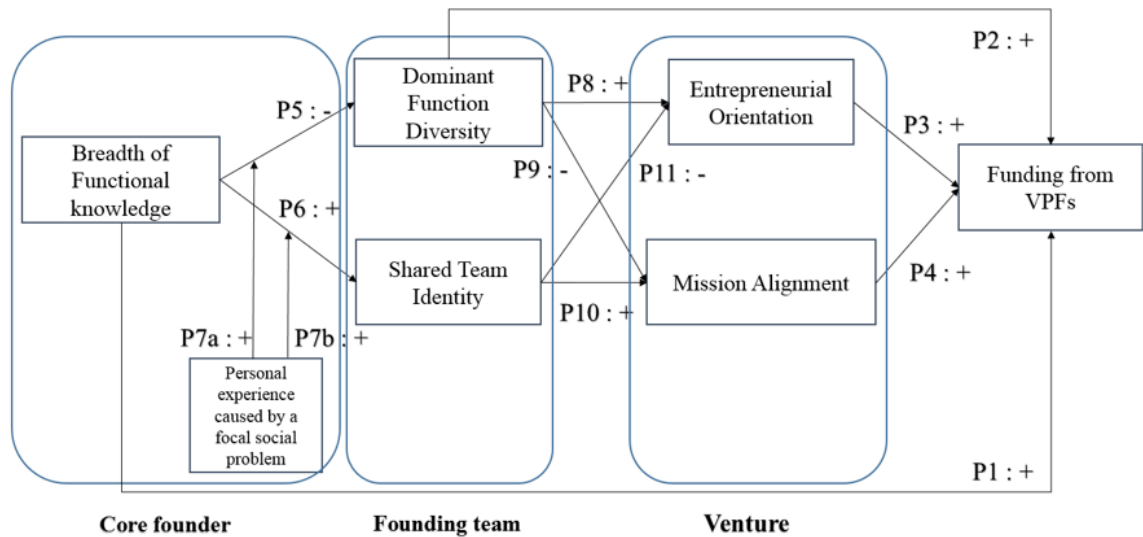 P2 : +
Dominant
Function
Diversity
P8 : +
Entrepreneurial
Orientation
P5 : -
P3 : +
Breadth of
Functional
knowledge
P9 : -
P11 : -
Funding from
VPFs
P6 : +
Shared Team
Identity
Mission Alignment
P4 : +
P10 : +
P7a : +
P7b : +
Personal
experience
caused by a
focal social
problem
P1 : +
Core founder
Founding team
Venture